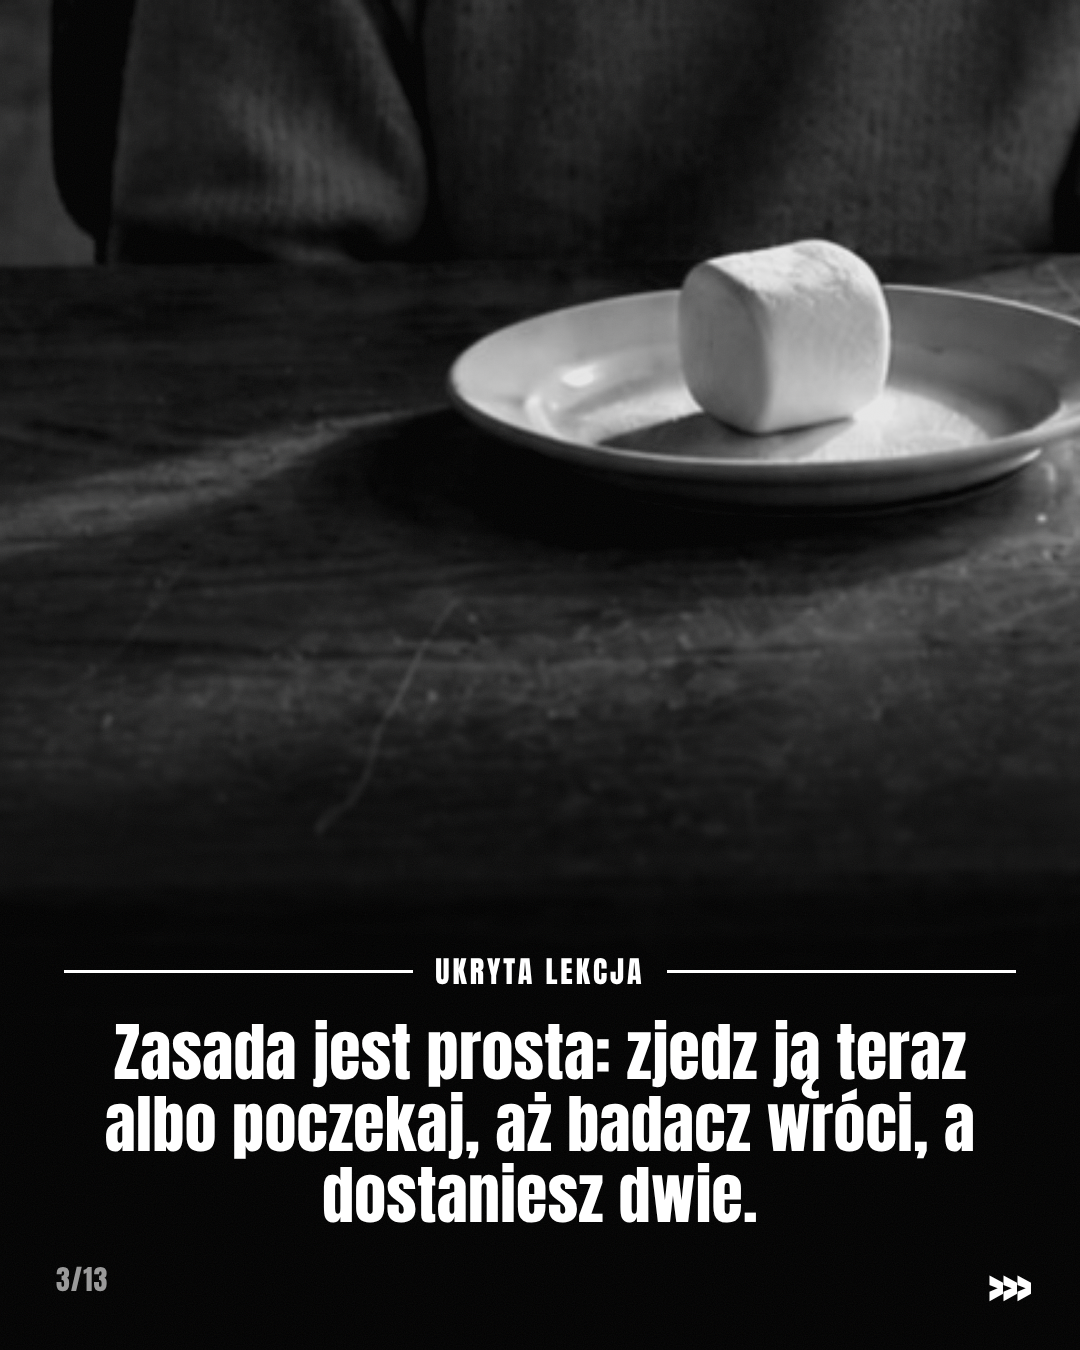 UKRYTA LEKCJA
Zasada jest prosta: zjedz ją teraz
albo poczekaj, aż badacz wróci, a
dostaniesz dwie.
3/13
>>>